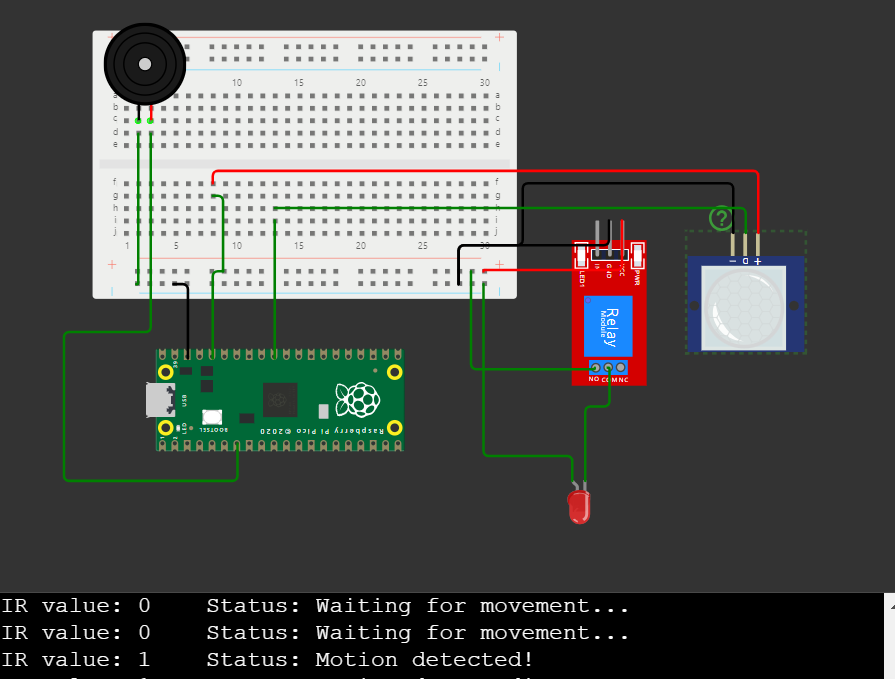 10 15 20 25 30
a a
b b
c c
d d
e e
f f
g g
h h
i i
j j
1 5 10 15 20 25 30
?
LED1 GND VCC PWR
Relay
Module
NO COM NC
- D +
USB
LED
BOOTSEL
Raspberry Pi Pico ©2020
IR value: 0 Status: Waiting for movement...
IR value: 0 Status: Waiting for movement...
IR value: 1 Status: Motion detected!